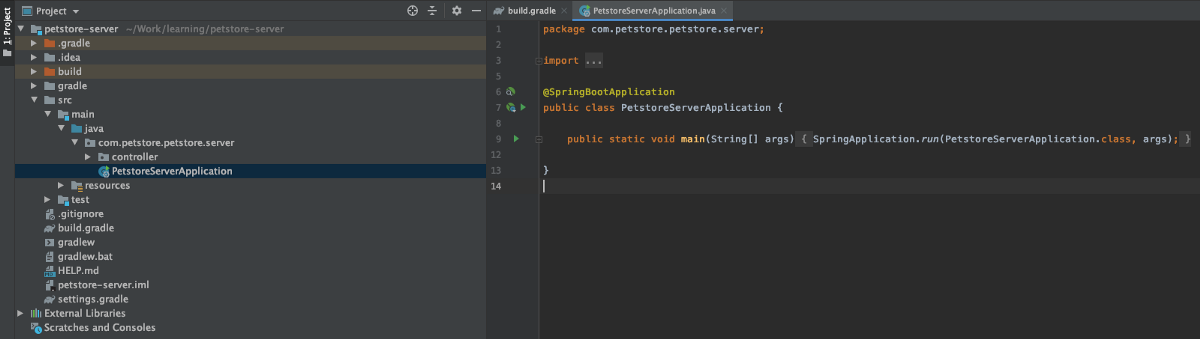 1: Project
Project
petstore-server ~/Work/learning/petstore-server
.gradle
.idea
build
gradle
src
main
java
com.petstore.petstore.server
controller
PetstoreServerApplication
resources
test
.gitignore
build.gradle
gradlew
gradlew.bat
HELP.md
petstore-server.iml
settings.gradle
External Libraries
Scratches and Consoles
build.gradle PetstoreServerApplication.java
1 package com.petstore.petstore.server;
2
3 import ...
5
6 @SpringBootApplication
7 public class PetstoreServerApplication {
8
9 public static void main(String[] args) { SpringApplication.run(PetstoreServerApplication.class, args); }
12
13 }
14